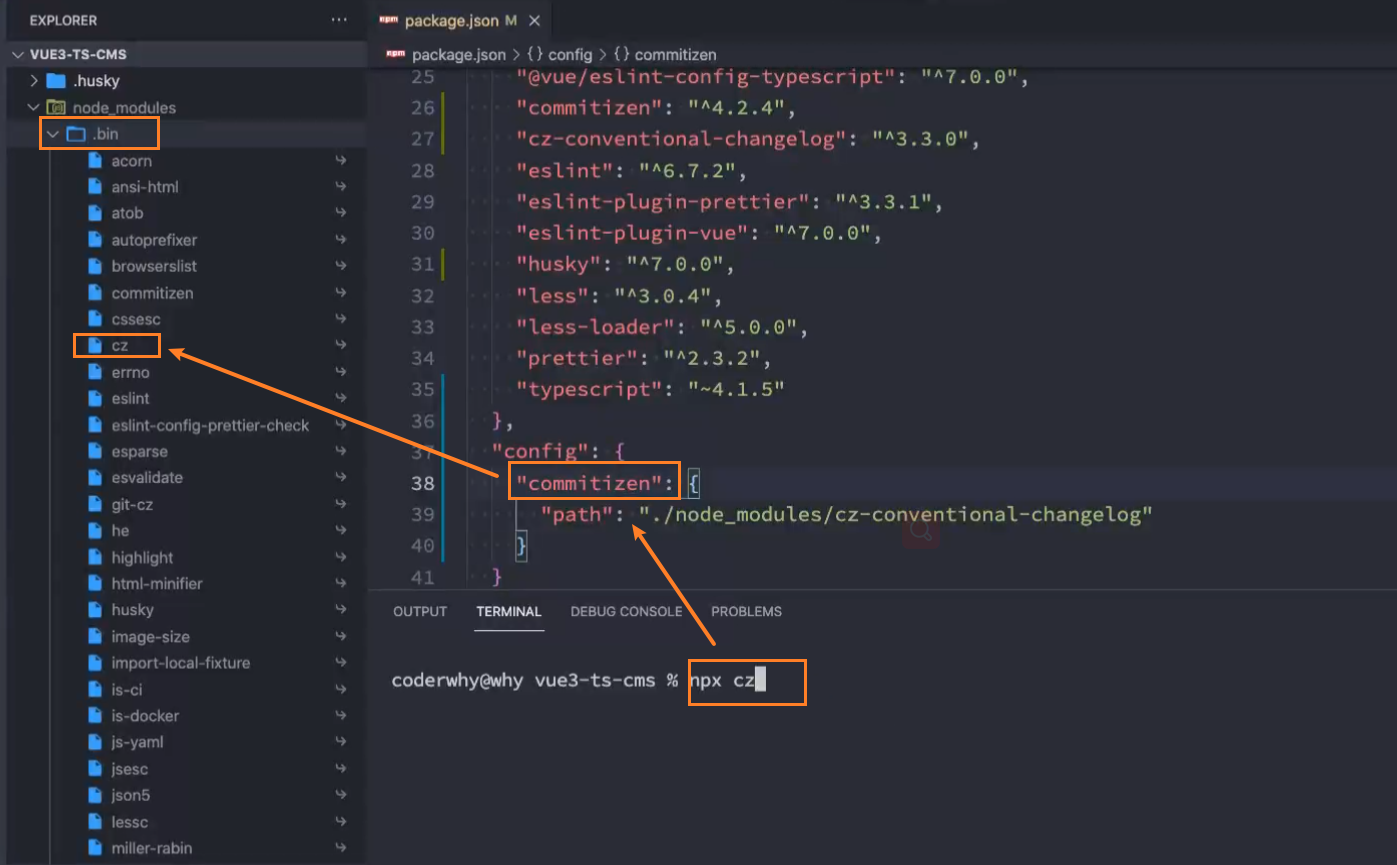 EXPLORER
VUE3-TS-CMS
.husky
node_modules
.bin
acorn
ansi-html
atob
autoprefixer
browserslist
commitizen
cssesc
cz
errno
eslint
eslint-config-prettier-check
esparse
esvalidate
git-cz
he
highlight
html-minifier
husky
image-size
import-local-fixture
is-ci
is-docker
js-yaml
jsesc
json5
lessc
miller-rabin
npm package.json M
npm package.json > {} config > {} commitizen
25 "@vue/eslint-config-typescript": "^7.0.0",
26 "commitizen": "^4.2.4",
27 "cz-conventional-changelog": "^3.3.0",
28 "eslint": "^6.7.2",
29 "eslint-plugin-prettier": "^3.3.1",
30 "eslint-plugin-vue": "^7.0.0",
31 "husky": "^7.0.0",
32 "less": "^3.0.4",
33 "less-loader": "^5.0.0",
34 "prettier": "^2.3.2",
35 "typescript": "~4.1.5"
36 },
37 "config": {
38 "commitizen": {
39 "path": "./node_modules/cz-conventional-changelog"
40 }
41 }
OUTPUT TERMINAL DEBUG CONSOLE PROBLEMS
coderwhy@why vue3-ts-cms % npx cz